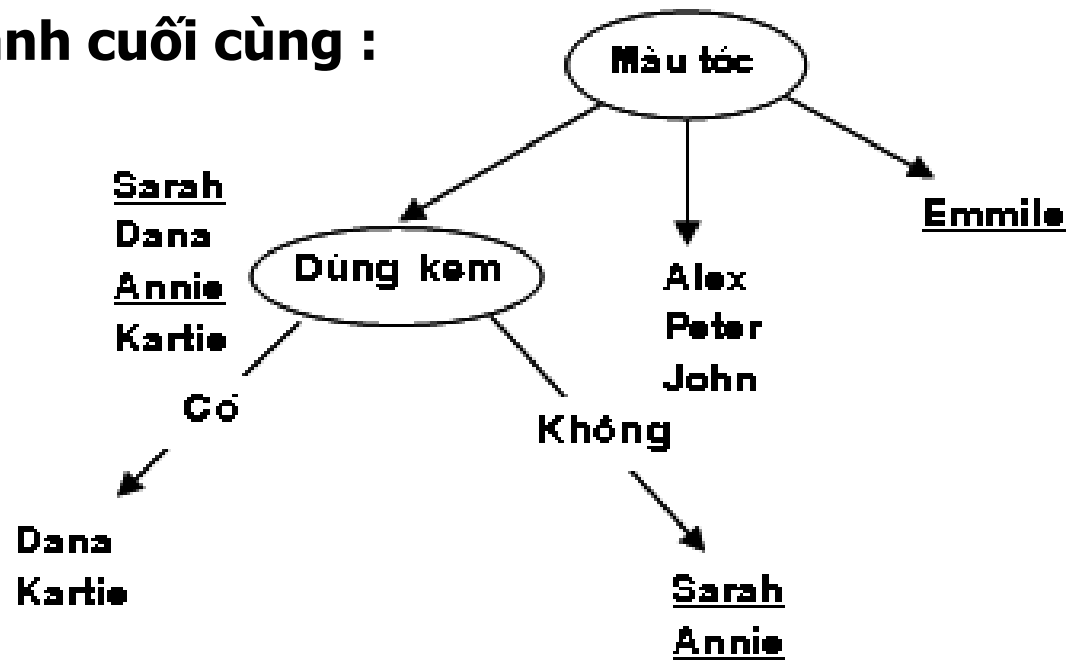 ành cuối cùng :
Màu tóc
Sarah
Dana
Annie
Kartie
Dùng kem
Alex
Peter
John
Emmile
Có
Không
Dana
Kartie
Sarah
Annie